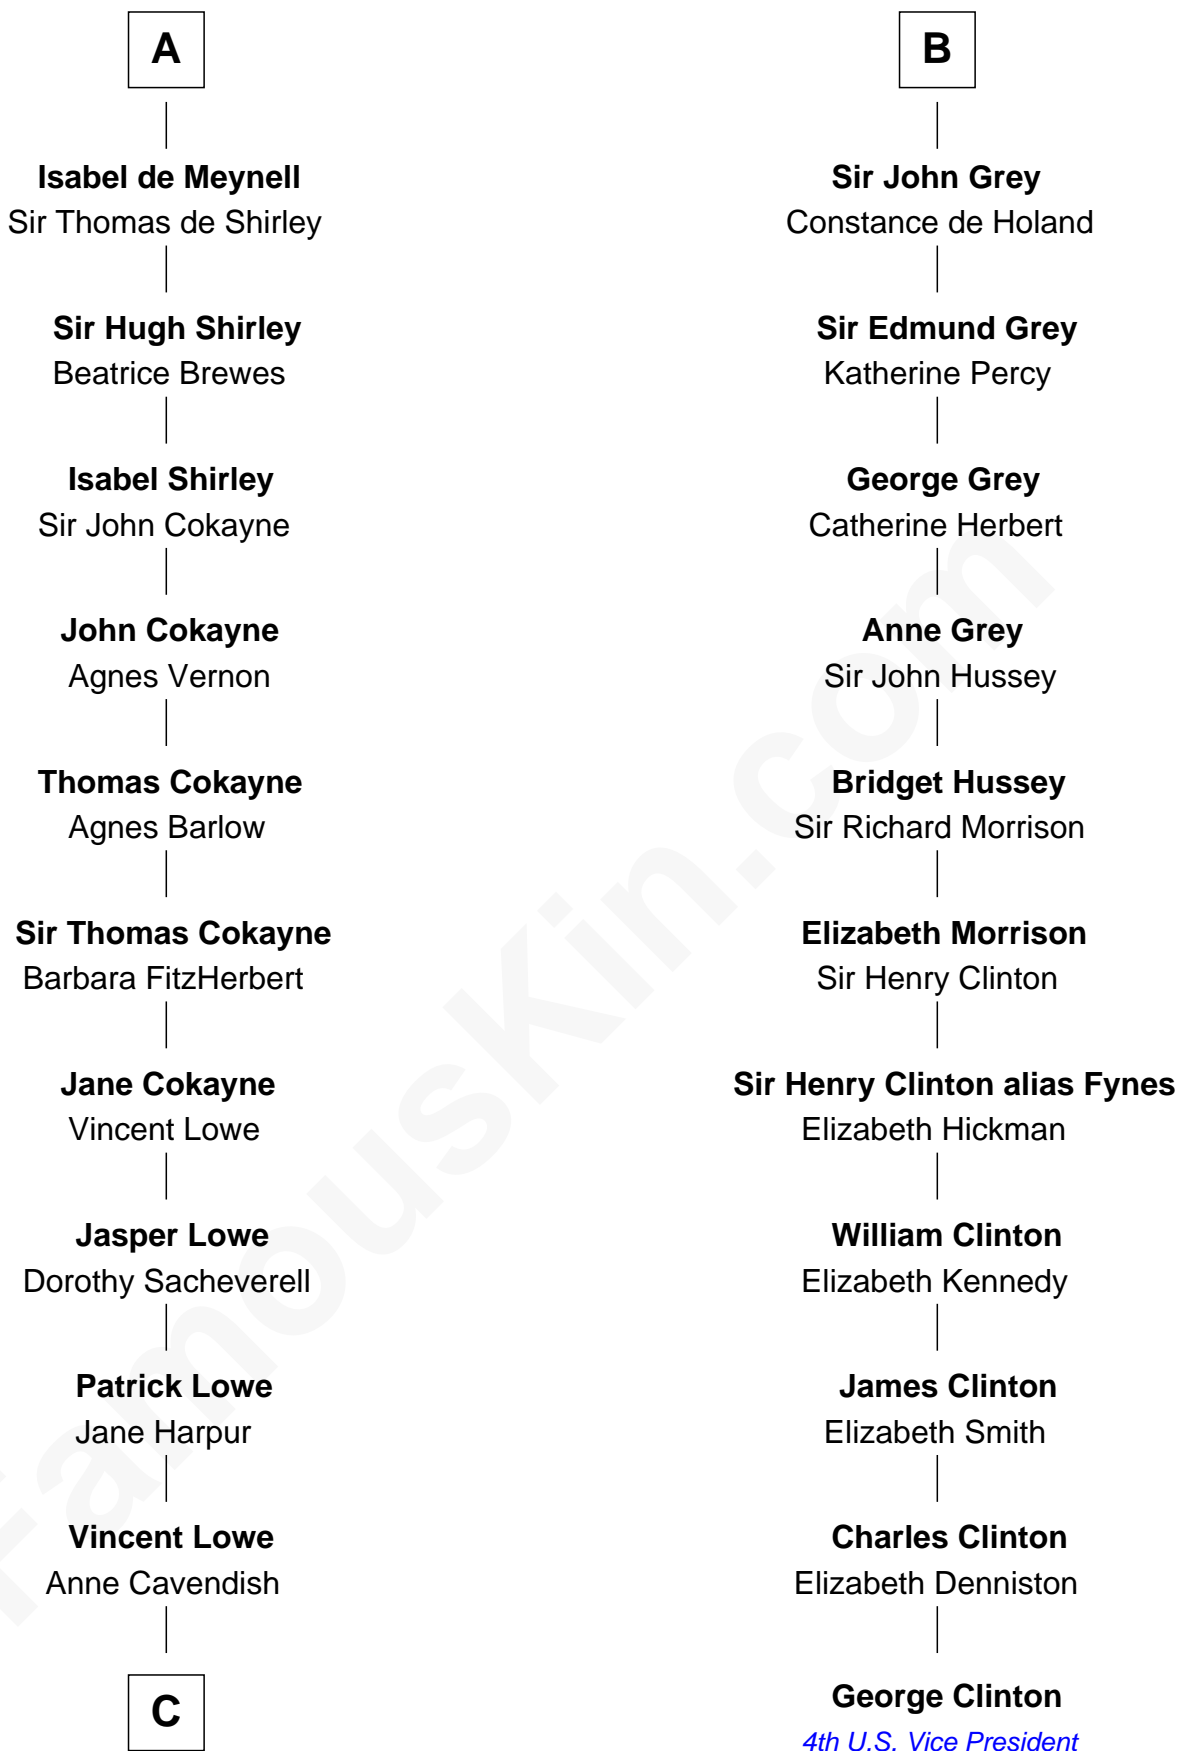 A
Isabel de Meynell
Sir Thomas de Shirley
Sir Hugh Shirley
Beatrice Brewes
Isabel Shirley
Sir John Cokayne
John Cokayne
Agnes Vernon
Thomas Cokayne
Agnes Barlow
Sir Thomas Cokayne
Barbara FitzHerbert
Jane Cokayne
Vincent Lowe
Jasper Lowe
Dorothy Sacheverell
Patrick Lowe
Jane Harpur
Vincent Lowe
Anne Cavendish
C
B
Sir John Grey
Constance de Holand
Sir Edmund Grey
Katherine Percy
George Grey
Catherine Herbert
Anne Grey
Sir John Hussey
Bridget Hussey
Sir Richard Morrison
Elizabeth Morrison
Sir Henry Clinton
Sir Henry Clinton alias Fynes
Elizabeth Hickman
William Clinton
Elizabeth Kennedy
James Clinton
Elizabeth Smith
Charles Clinton
Elizabeth Denniston
George Clinton
4th U.S. Vice President
FamousKin.com